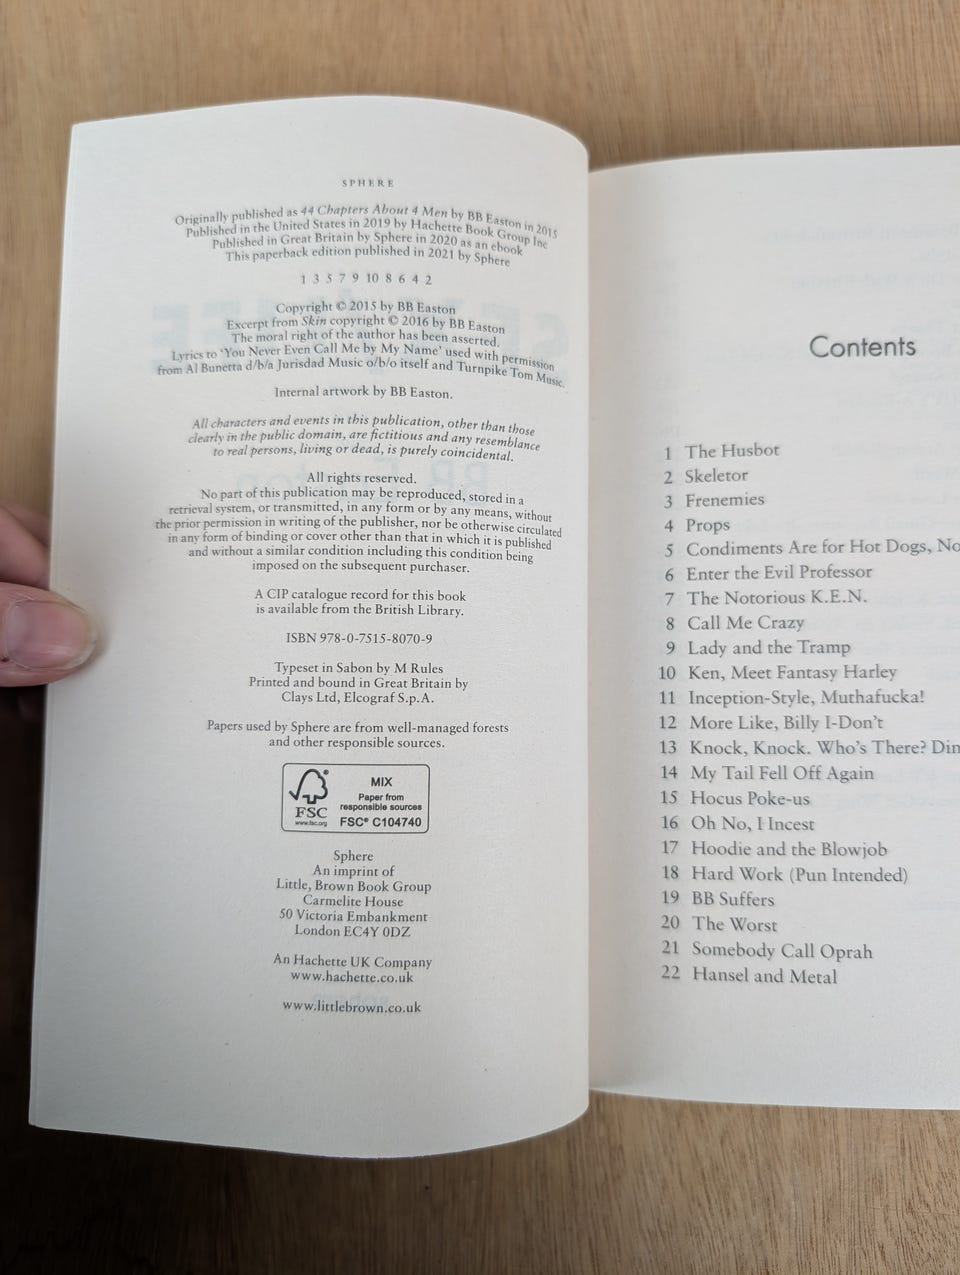 SPHERE
Originally published as 44 Chapters About 4 Men by BB Easton in 2015
Published in the United States in 2019 by Hachette Book Group Inc
Published in Great Britain by Sphere in 2020 as an ebook
This paperback edition published in 2021 by Sphere
1 3 5 7 9 10 8 6 4 2
Copyright © 2015 by BB Easton
Excerpt from Skin copyright © 2016 by BB Easton
The moral right of the author has been asserted.
Lyrics to 'You Never Even Call Me by My Name' used with permission
from Al Bunetta d/b/a Jurisdad Music o/b/o itself and Turnpike Tom Music.
Internal artwork by BB Easton.
All characters and events in this publication, other than those
clearly in the public domain, are fictitious and any resemblance
to real persons, living or dead, is purely coincidental.
All rights reserved.
No part of this publication may be reproduced, stored in a
retrieval system, or transmitted, in any form or by any means, without
the prior permission in writing of the publisher, nor be otherwise circulated
in any form of binding or cover other than that in which it is published
and without a similar condition including this condition being
imposed on the subsequent purchaser.
A CIP catalogue record for this book
is available from the British Library.
ISBN 978-0-7515-8070-9
Typeset in Sabon by M Rules
Printed and bound in Great Britain by
Clays Ltd, Elcograf S.p.A.
Papers used by Sphere are from well-managed forests
and other responsible sources.
FSC
www.fsc.org
MIX
Paper from
responsible sources
FSC® C104740
Sphere
An imprint of
Little, Brown Book Group
Carmelite House
50 Victoria Embankment
London EC4Y 0DZ
An Hachette UK Company
www.hachette.co.uk
www.littlebrown.co.uk
Contents
1 The Husbot
2 Skeletor
3 Frenemies
4 Props
5 Condiments Are for Hot Dogs, No
6 Enter the Evil Professor
7 The Notorious K.E.N.
8 Call Me Crazy
9 Lady and the Tramp
10 Ken, Meet Fantasy Harley
11 Inception-Style, Muthafucka!
12 More Like, Billy I-Don't
13 Knock, Knock. Who's There? Din
14 My Tail Fell Off Again
15 Hocus Poke-us
16 Oh No, I Incest
17 Hoodie and the Blowjob
18 Hard Work (Pun Intended)
19 BB Suffers
20 The Worst
21 Somebody Call Oprah
22 Hansel and Metal